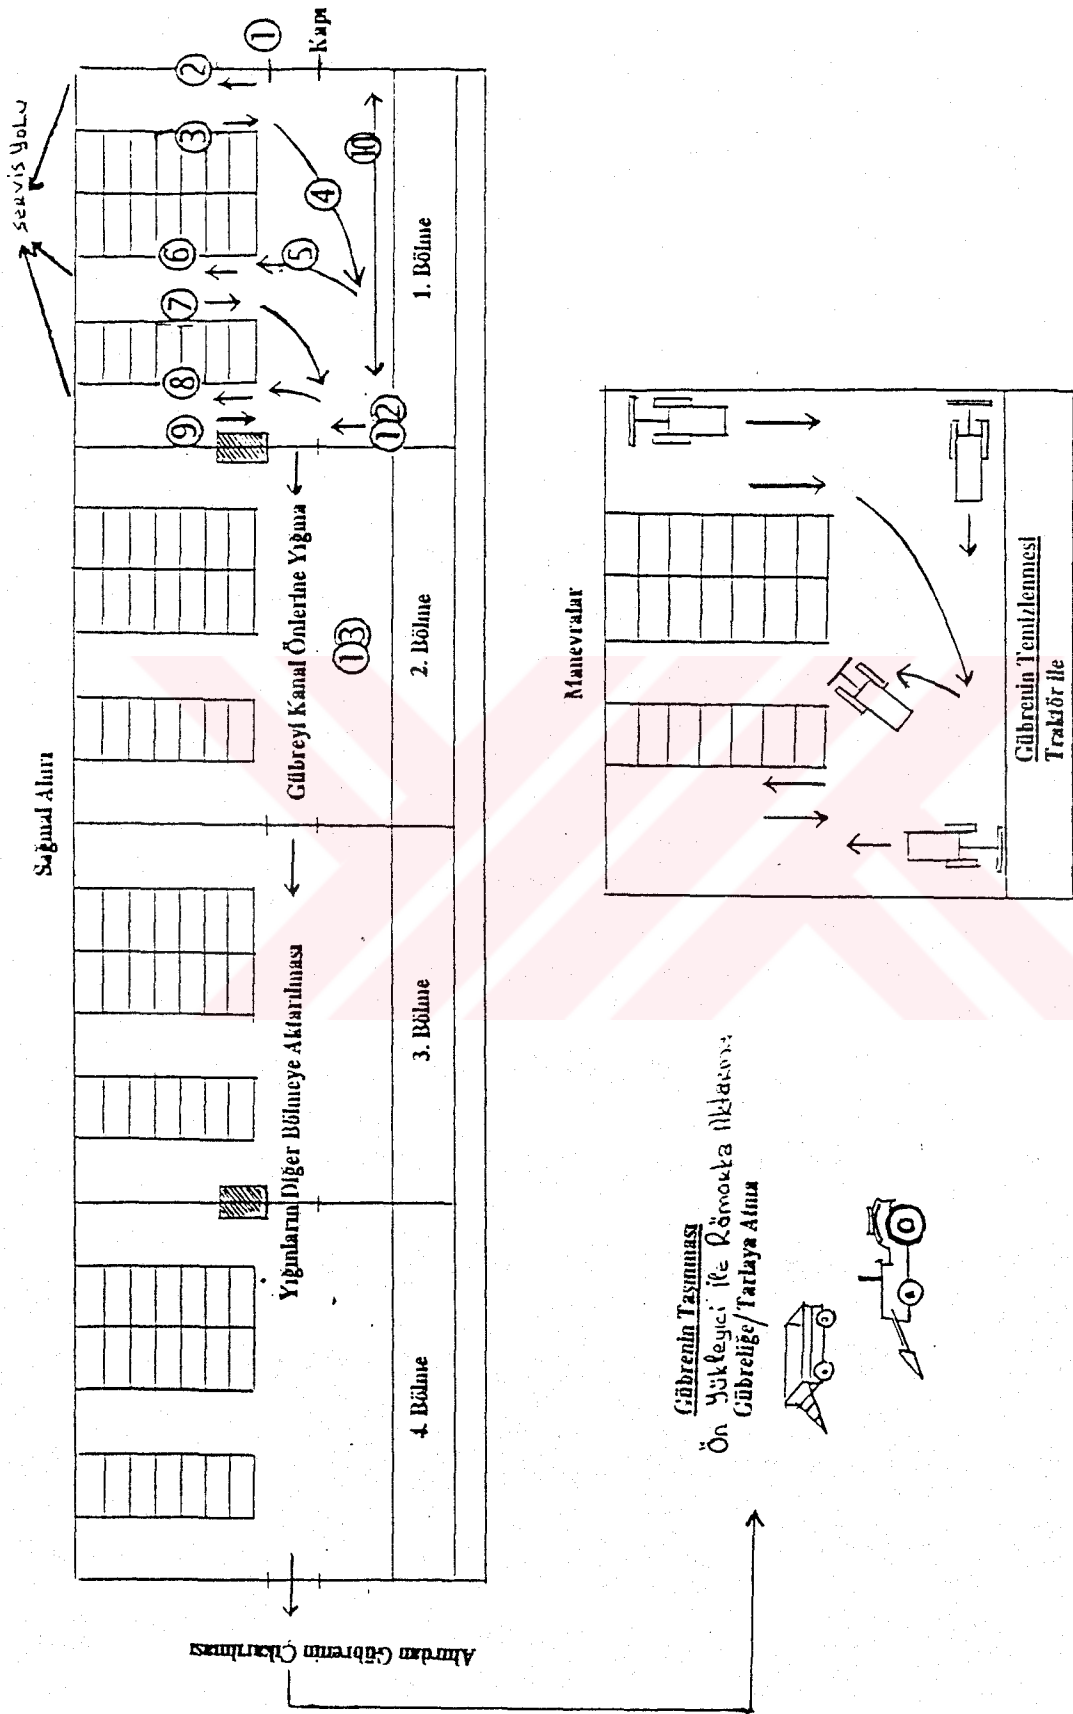 Sağmal Ahırı
servis yolu
1
2
3
4
5
6
7
8
9
10
12
13
Kapı
Gübreyi Kanal Önlerine Yığma
Yığınların Diğer Bölmeye Aktarılması
1. Bölme
2. Bölme
3. Bölme
4. Bölme
Ahırdan Gübrenin Çıkarılması
Manevralar
Gübrenin Temizlenmesi
Traktör ile
Gübrenin Taşınması
Ön yükleyici ile Römorka Aktarma
Gübreliğe/Tarlaya Atma